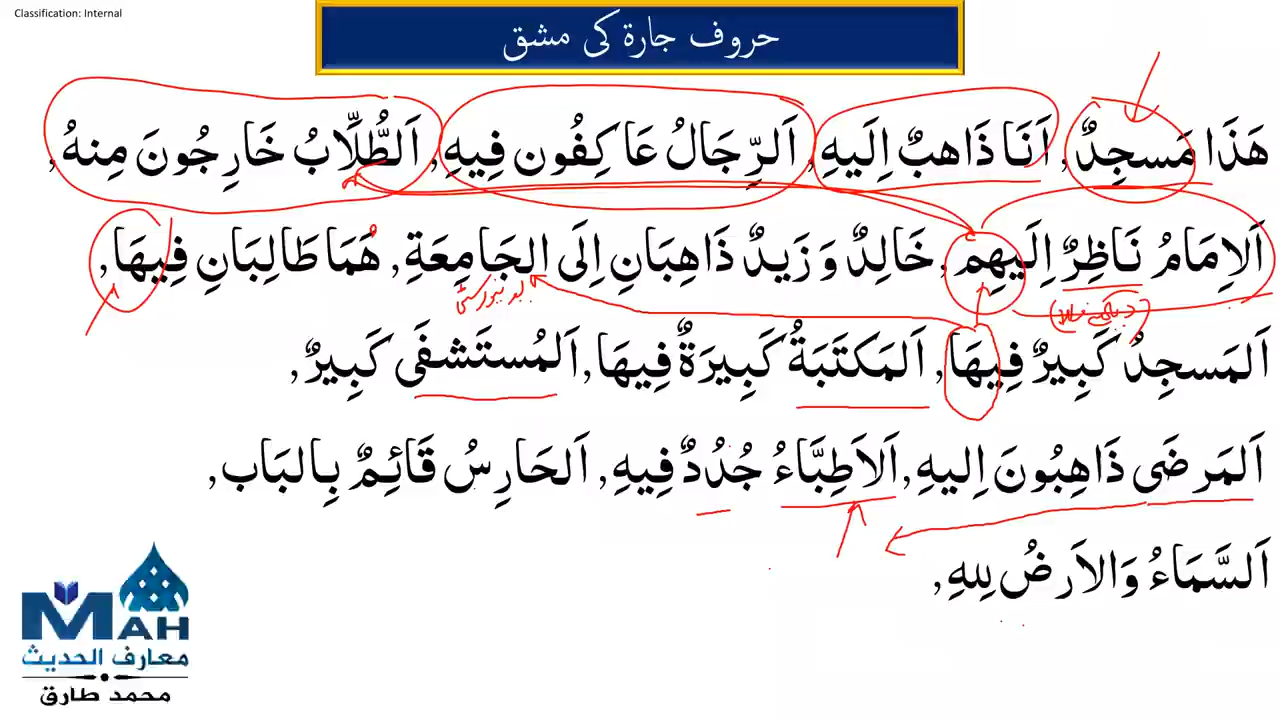 Classification: Internal
حروف جارۃ کی مشق
هَذَا مَسجِدٌ, اَنَا ذَاهبٌ اِلَيهِ, اَلرِّجَالُ عَاكِفُون فِيهِ, اَلطُّلَّابُ خَارِجُونَ مِنهُ,
اَلاِمَامُ نَاظِرٌ اِلَيهِم, خَالِدٌ وَ زَيدٌ ذَاهِبَانِ اِلَى الجَامِعَةِ, هُمَا طَالِبَانِ فِيهَا,
اَلمَسجِدُ كَبِيرٌ فِيهَا, اَلمَكتَبَةُ كَبِيرَةٌ فِيهَا, اَلمُستَشفَى كَبِيرٌ,
اَلمَرضَى ذَاهِبُونَ اِليهِ, اَلاَطِبَّاءُ جُدُدٌ فِيهِ, اَلحَارِسُ قَائِمٌ بِالبَاب,
اَلسَّمَاءُ وَالاَرضُ لِلهِ,
MAH
معارف الحدیث
محمد طارق